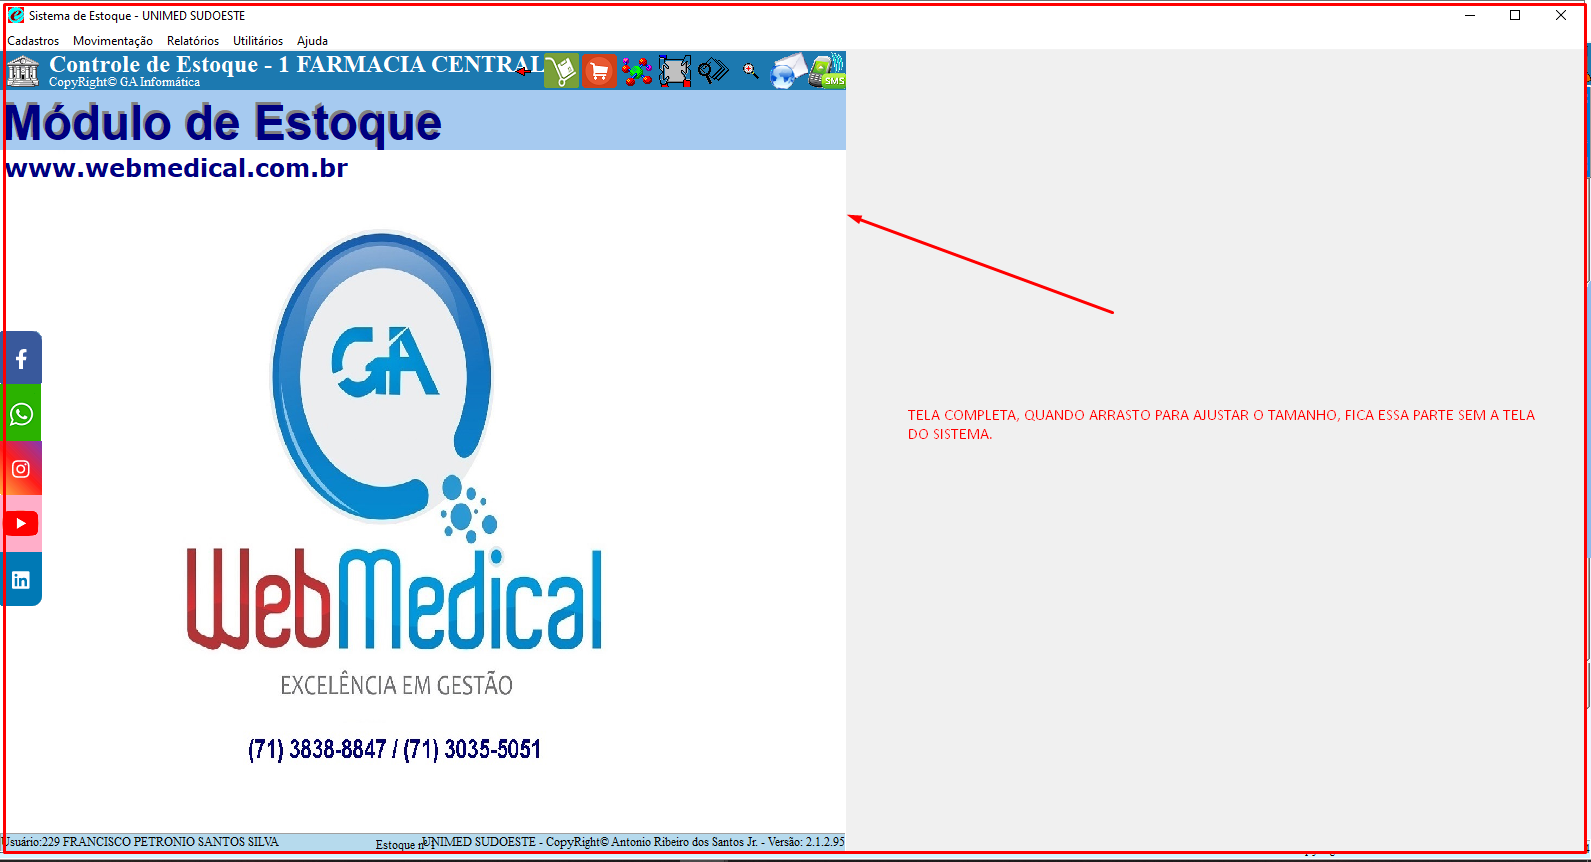 Sistema de Estoque - UNIMED SUDOESTE
Cadastros Movimentação Relatórios Utilitários Ajuda
Controle de Estoque - 1 FARMACIA CENTRAL
CopyRight© GA Informática
SMS
Módulo de Estoque
www.webmedical.com.br
GA
TELA COMPLETA, QUANDO ARRASTO PARA AJUSTAR O TAMANHO, FICA ESSA PARTE SEM A TELA
DO SISTEMA.
WebMedical
EXCELÊNCIA EM GESTÃO
(71) 3838-8847 / (71) 3035-5051
Usuário:229 FRANCISCO PETRONIO SANTOS SILVA
Estoque nº 1
UNIMED SUDOESTE - CopyRight© Antonio Ribeiro dos Santos Jr. - Versão: 2.1.2.95